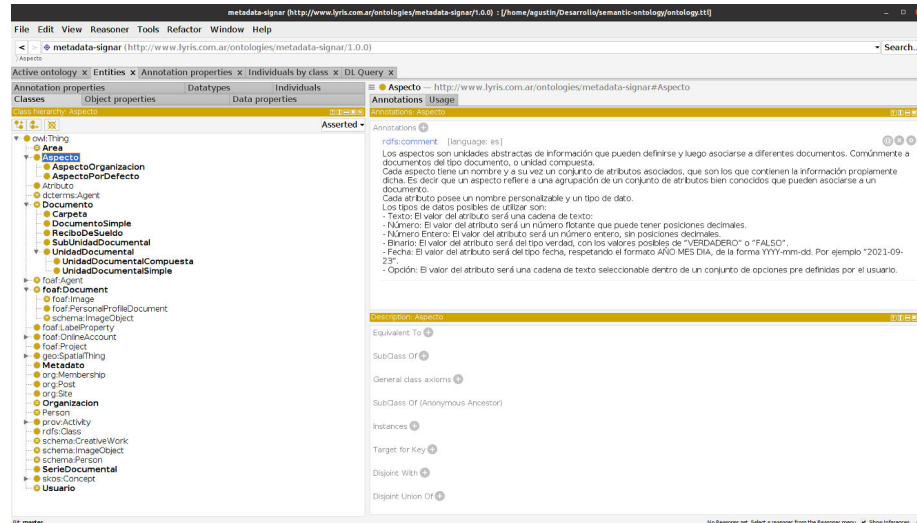 metadata-signar (http://www.lyris.com.ar/ontologies/metadata-signar/1.0.0) : [/home/agustin/Desarrollo/semantic-ontology/ontology.ttl]
File Edit View Reasoner Tools Refactor Window Help
< > metadata-signar (http://www.lyris.com.ar/ontologies/metadata-signar/1.0.0) Search...
Aspecto
Active ontology x Entities x Annotation properties x Individuals by class x DL Query x
Annotation properties Datatypes Individuals
Classes Object properties Data properties
Class hierarchy: Aspecto
Asserted
owl:Thing
Area
Aspecto
AspectoOrganizacion
AspectoPorDefecto
Atributo
dcterms:Agent
Documento
Carpeta
DocumentoSimple
ReciboDeSueldo
SubUnidadDocumental
UnidadDocumental
UnidadDocumentalCompuesta
UnidadDocumentalSimple
foaf:Agent
foaf:Document
foaf:Image
foaf:PersonalProfileDocument
schema:ImageObject
foaf:LabelProperty
foaf:OnlineAccount
foaf:Project
geo:SpatialThing
Metadato
org:Membership
org:Post
org:Site
Organizacion
Person
prov:Activity
rdfs:Class
schema:CreativeWork
schema:ImageObject
schema:Person
SerieDocumental
skos:Concept
Usuario
Aspecto — http://www.lyris.com.ar/ontologies/metadata-signar#Aspecto
Annotations Usage
Annotations: Aspecto
Annotations
rdfs:comment [language: es]
Los aspectos son unidades abstractas de información que pueden definirse y luego asociarse a diferentes documentos. Comúnmente a
documentos del tipo documento, o unidad compuesta.
Cada aspecto tiene un nombre y a su vez un conjunto de atributos asociados, que son los que contienen la información propiamente
dicha. Es decir que un aspecto refiere a una agrupación de un conjunto de atributos bien conocidos que pueden asociarse a un
documento.
Cada atributo posee un nombre personalizable y un tipo de dato.
Los tipos de datos posibles de utilizar son:
- Texto: El valor del atributo será una cadena de texto:
- Número: El valor del atributo será un número flotante que puede tener posiciones decimales.
- Número Entero: El valor del atributo será un número entero, sin posiciones decimales.
- Binario: El valor del atributo será del tipo verdad, con los valores posibles de "VERDADERO" o "FALSO".
- Fecha: El valor del atributo será del tipo fecha, respetando el formato AÑO MES DIA, de la forma YYYY-mm-dd. Por ejemplo "2021-09-
23".
- Opción: El valor del atributo será una cadena de texto seleccionable dentro de un conjunto de opciones pre definidas por el usuario.
Description: Aspecto
Equivalent To
SubClass Of
General class axioms
SubClass Of (Anonymous Ancestor)
Instances
Target for Key
Disjoint With
Disjoint Union Of
Git: master
No Reasoner set. Select a reasoner from the Reasoner menu Show Inferences